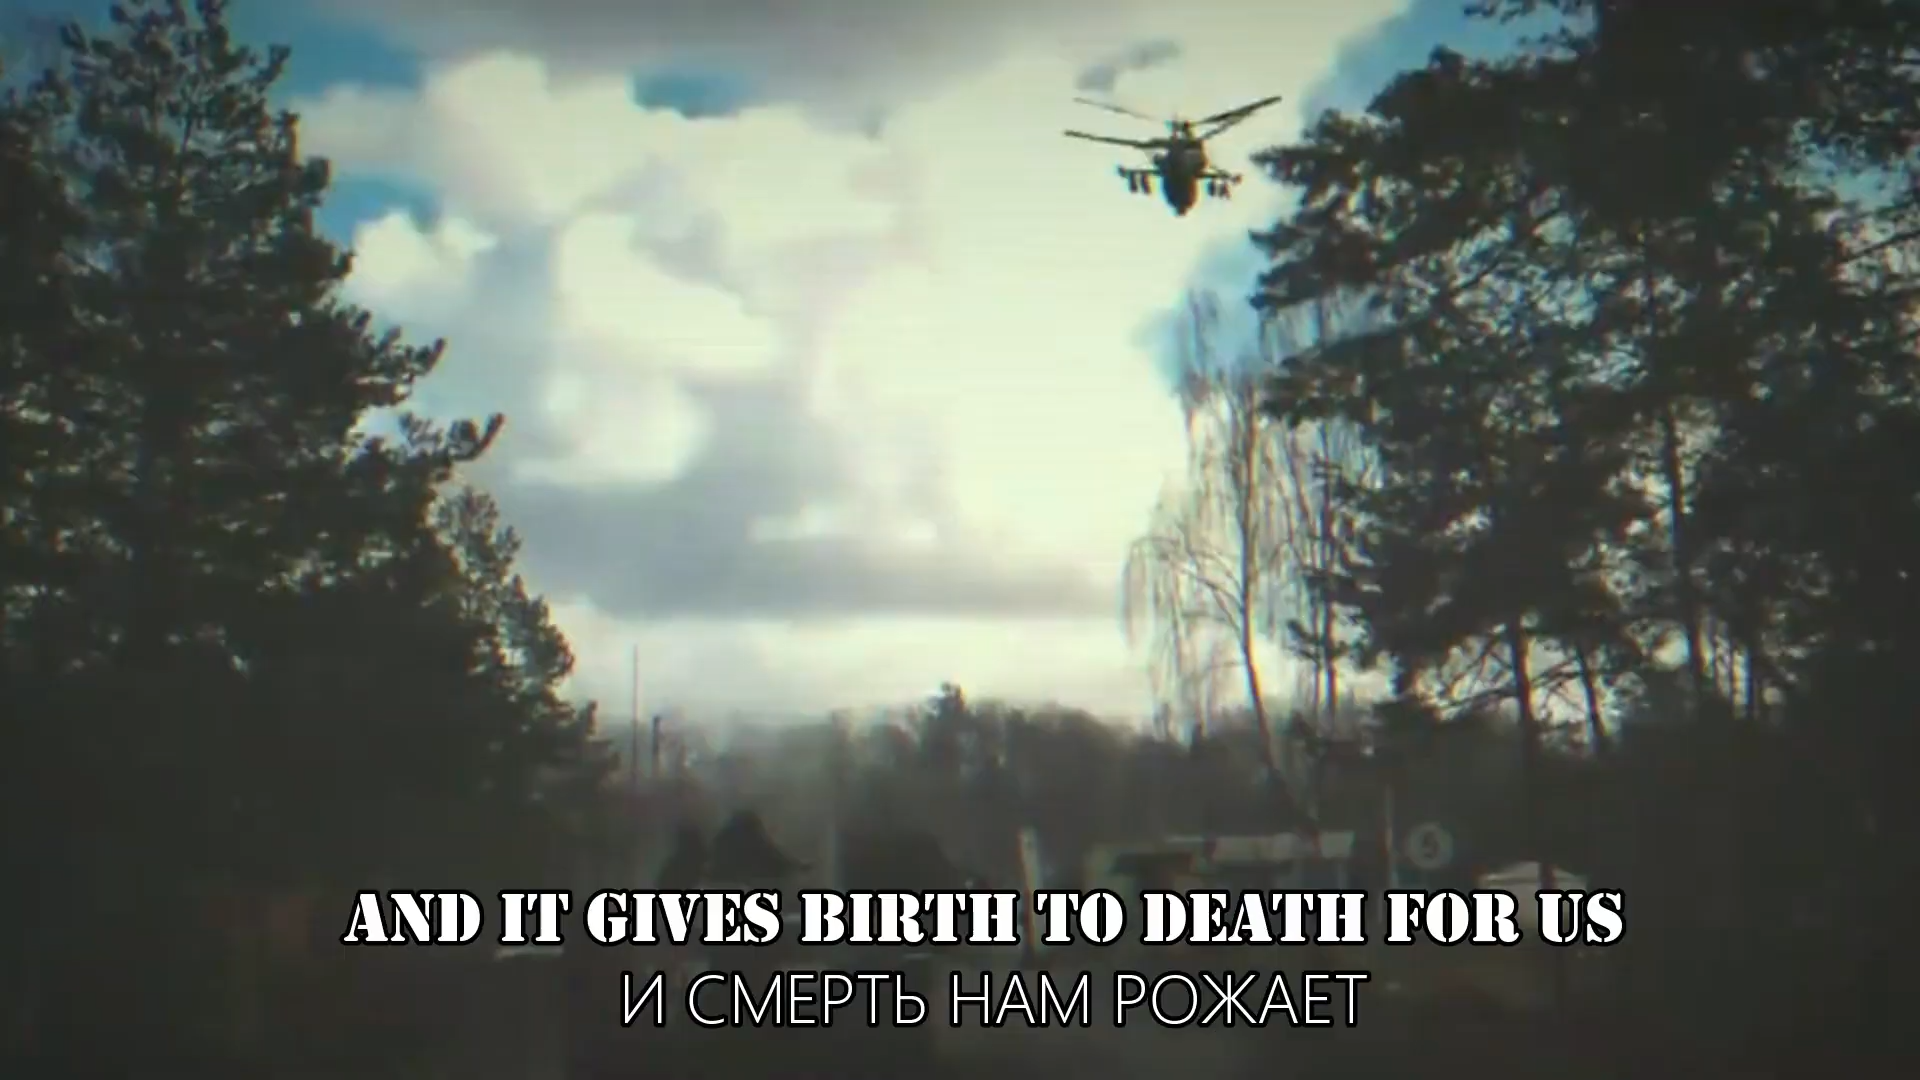 AND IT GIVES BIRTH TO DEATH FOR US
И СМЕРТЬ НАМ РОЖАЕТ